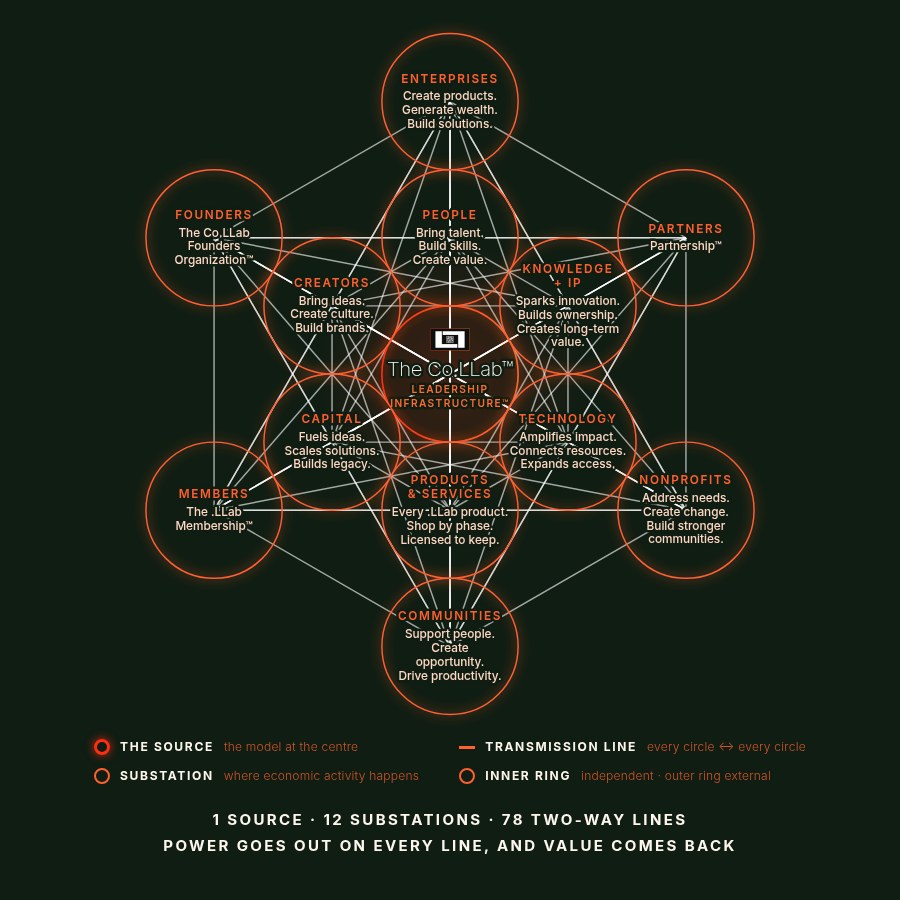 ENTERPRISES
Create products.
Generate wealth.
Build solutions.
FOUNDERS
The Co.LLab
Founders
Organization™
PEOPLE
Bring talent.
Build skills.
Create value.
PARTNERS
Partnership™
CREATORS
Bring ideas.
Create culture.
Build brands.
KNOWLEDGE
+ IP
Sparks innovation.
Builds ownership.
Creates long-term
value.
The Co.LLab™
LEADERSHIP
INFRASTRUCTURE™
CAPITAL
Fuels ideas.
Scales solutions.
Builds legacy.
TECHNOLOGY
Amplifies impact.
Connects resources.
Expands access.
MEMBERS
The .LLab
Membership™
PRODUCTS
& SERVICES
Every .LLab product.
Shop by phase.
Licensed to keep.
NONPROFITS
Address needs.
Create change.
Build stronger
communities.
COMMUNITIES
Support people.
Create
opportunity.
Drive productivity.
THE SOURCE the model at the centre
TRANSMISSION LINE every circle ↔ every circle
SUBSTATION where economic activity happens
INNER RING independent · outer ring external
1 SOURCE · 12 SUBSTATIONS · 78 TWO-WAY LINES
POWER GOES OUT ON EVERY LINE, AND VALUE COMES BACK